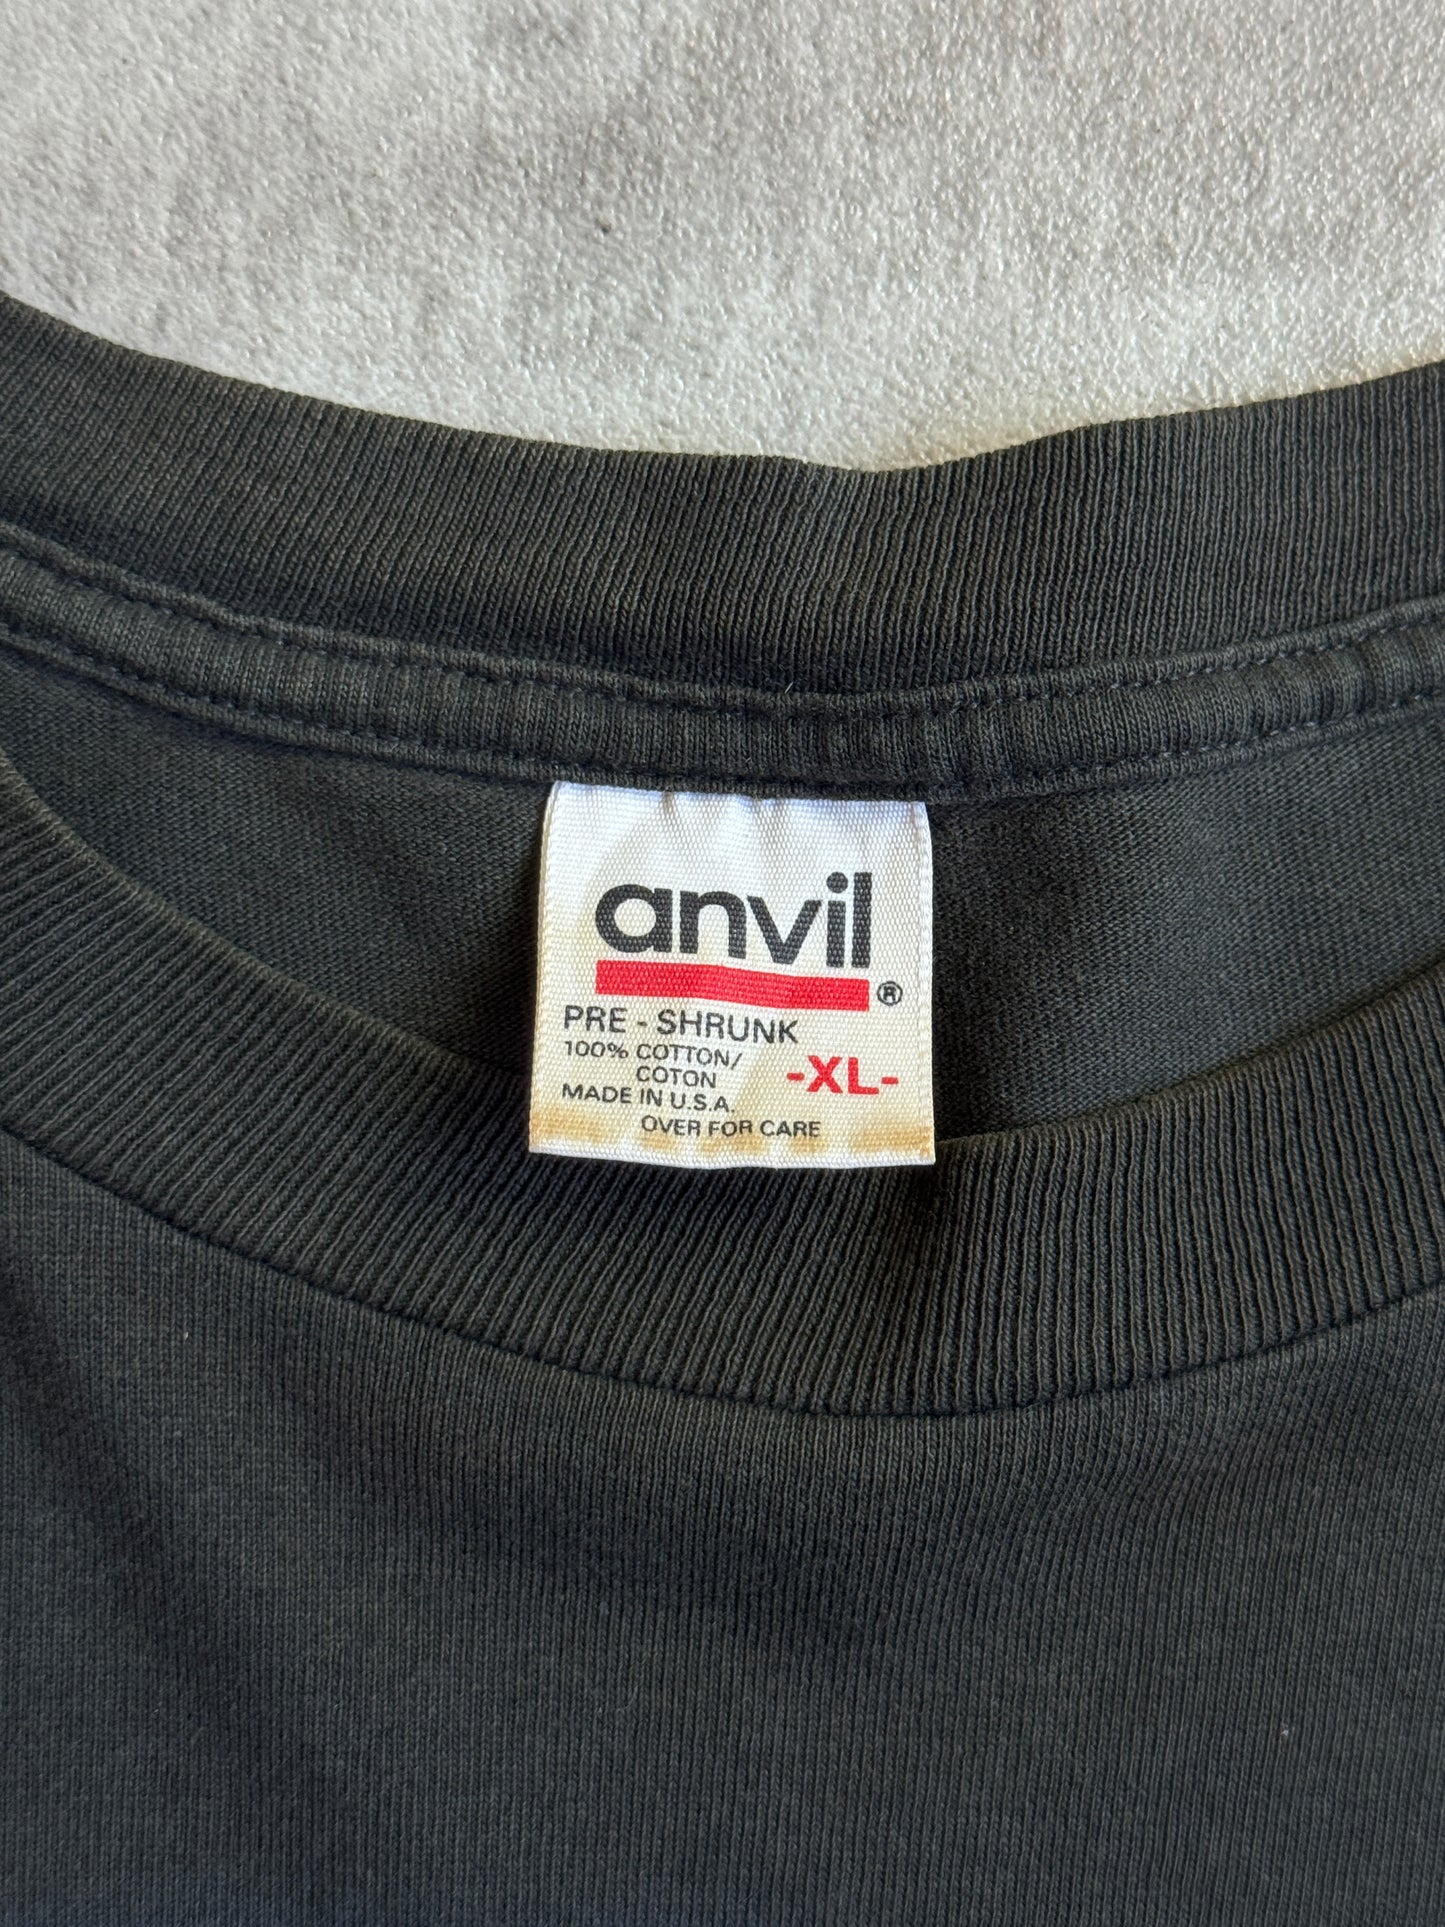 anvil®
PRE - SHRUNK
100% COTTON/
COTON
-XL-
MADE IN U.S.A.
OVER FOR CARE